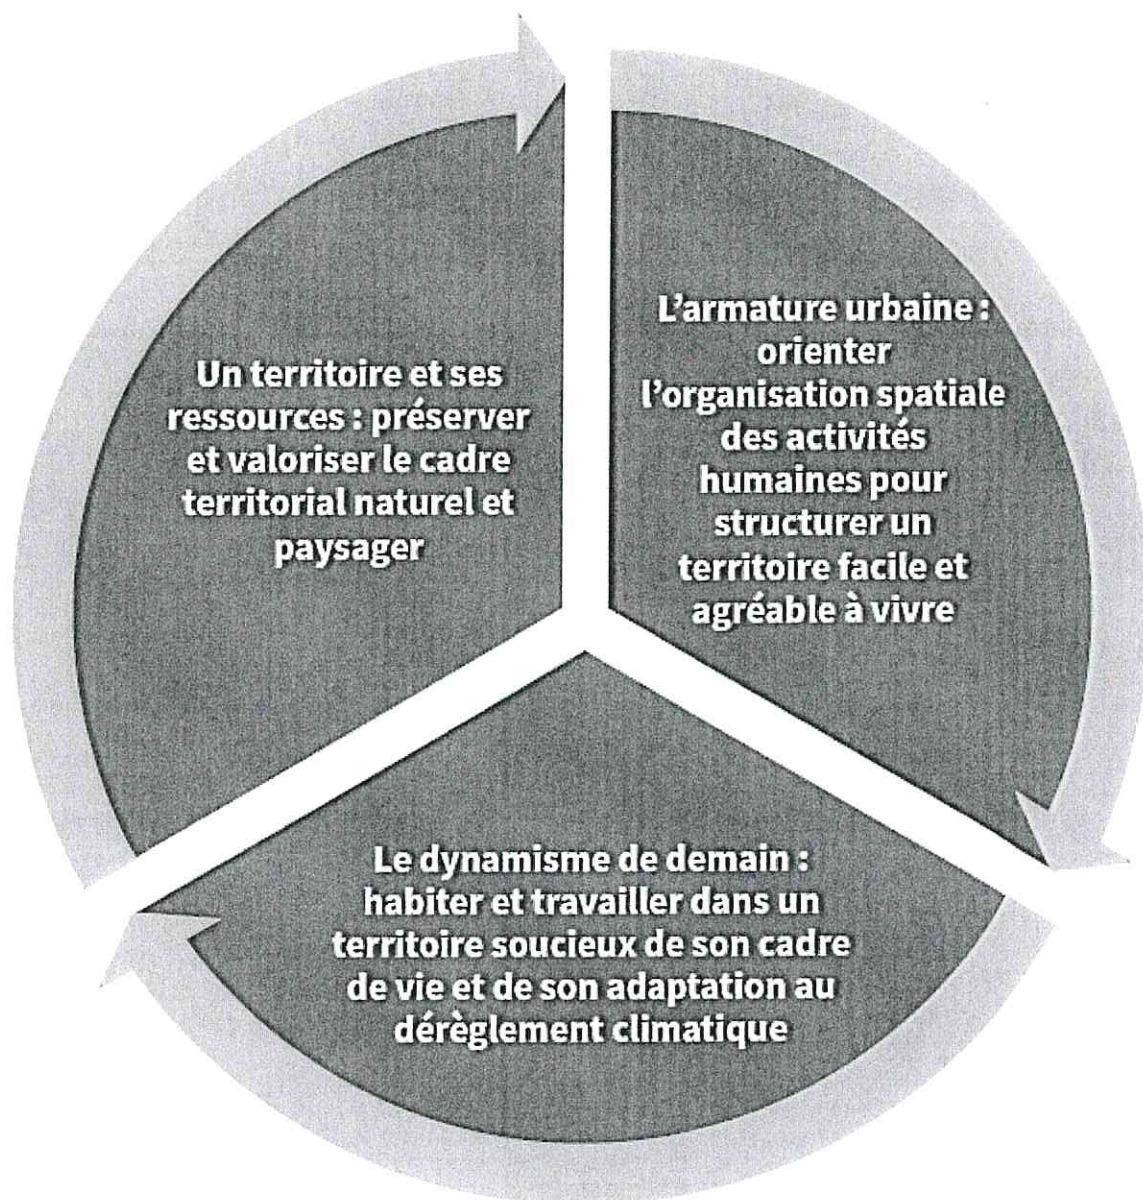 Un territoire et ses
ressources : préserver
et valoriser le cadre
territorial naturel et
paysager
L'armature urbaine :
orienter
l'organisation spatiale
des activités
humaines pour
structurer un
territoire facile et
agréable à vivre
Le dynamisme de demain :
habiter et travailler dans un
territoire soucieux de son cadre
de vie et de son adaptation au
dérèglement climatique